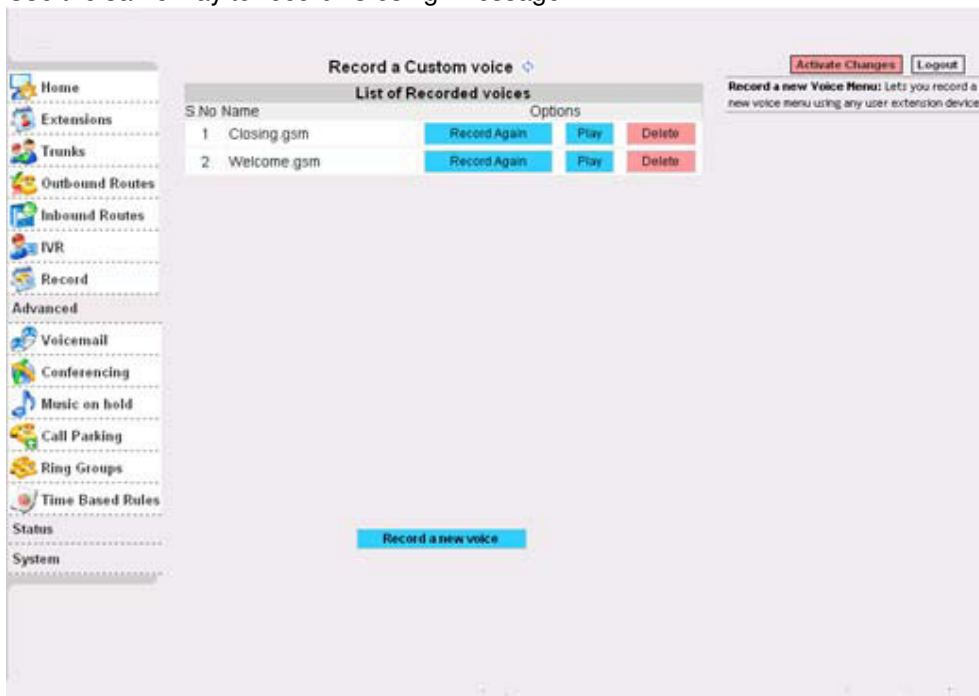 Record a Custom voice
Activate Changes Logout
Home
Extensions
Trunks
Outbound Routes
Inbound Routes
IVR
Record
Advanced
Voicemail
Conferencing
Music on hold
Call Parking
Ring Groups
Time Based Rules
Status
System
List of Recorded voices
S.No Name Options
1 Closing.gsm Record Again Play Delete
2 Welcome.gsm Record Again Play Delete
Record a new voice
Record a new Voice Menu: Lets you record a
new voice menu using any user extension device